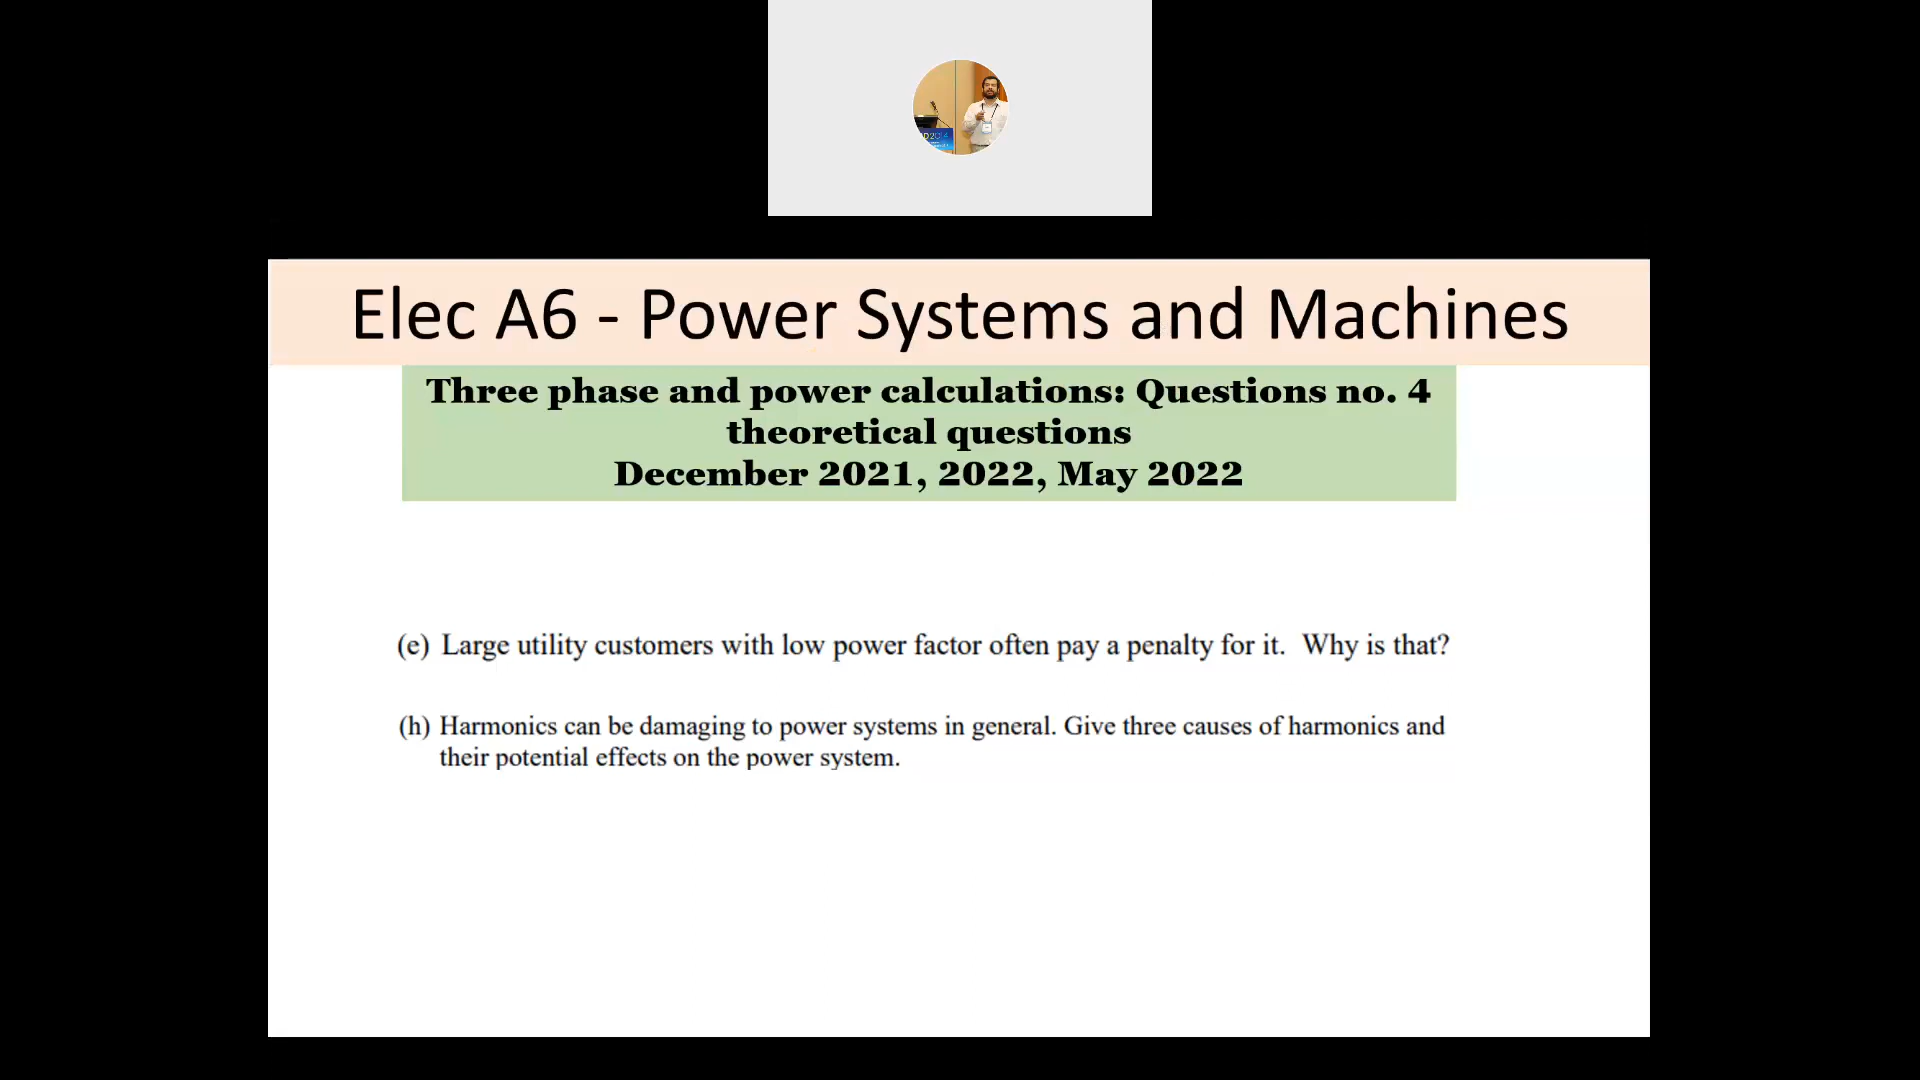 Elec A6 - Power Systems and Machines
Three phase and power calculations: Questions no. 4
theoretical questions
December 2021, 2022, May 2022
(e) Large utility customers with low power factor often pay a penalty for it. Why is that?
(h) Harmonics can be damaging to power systems in general. Give three causes of harmonics and
their potential effects on the power system.